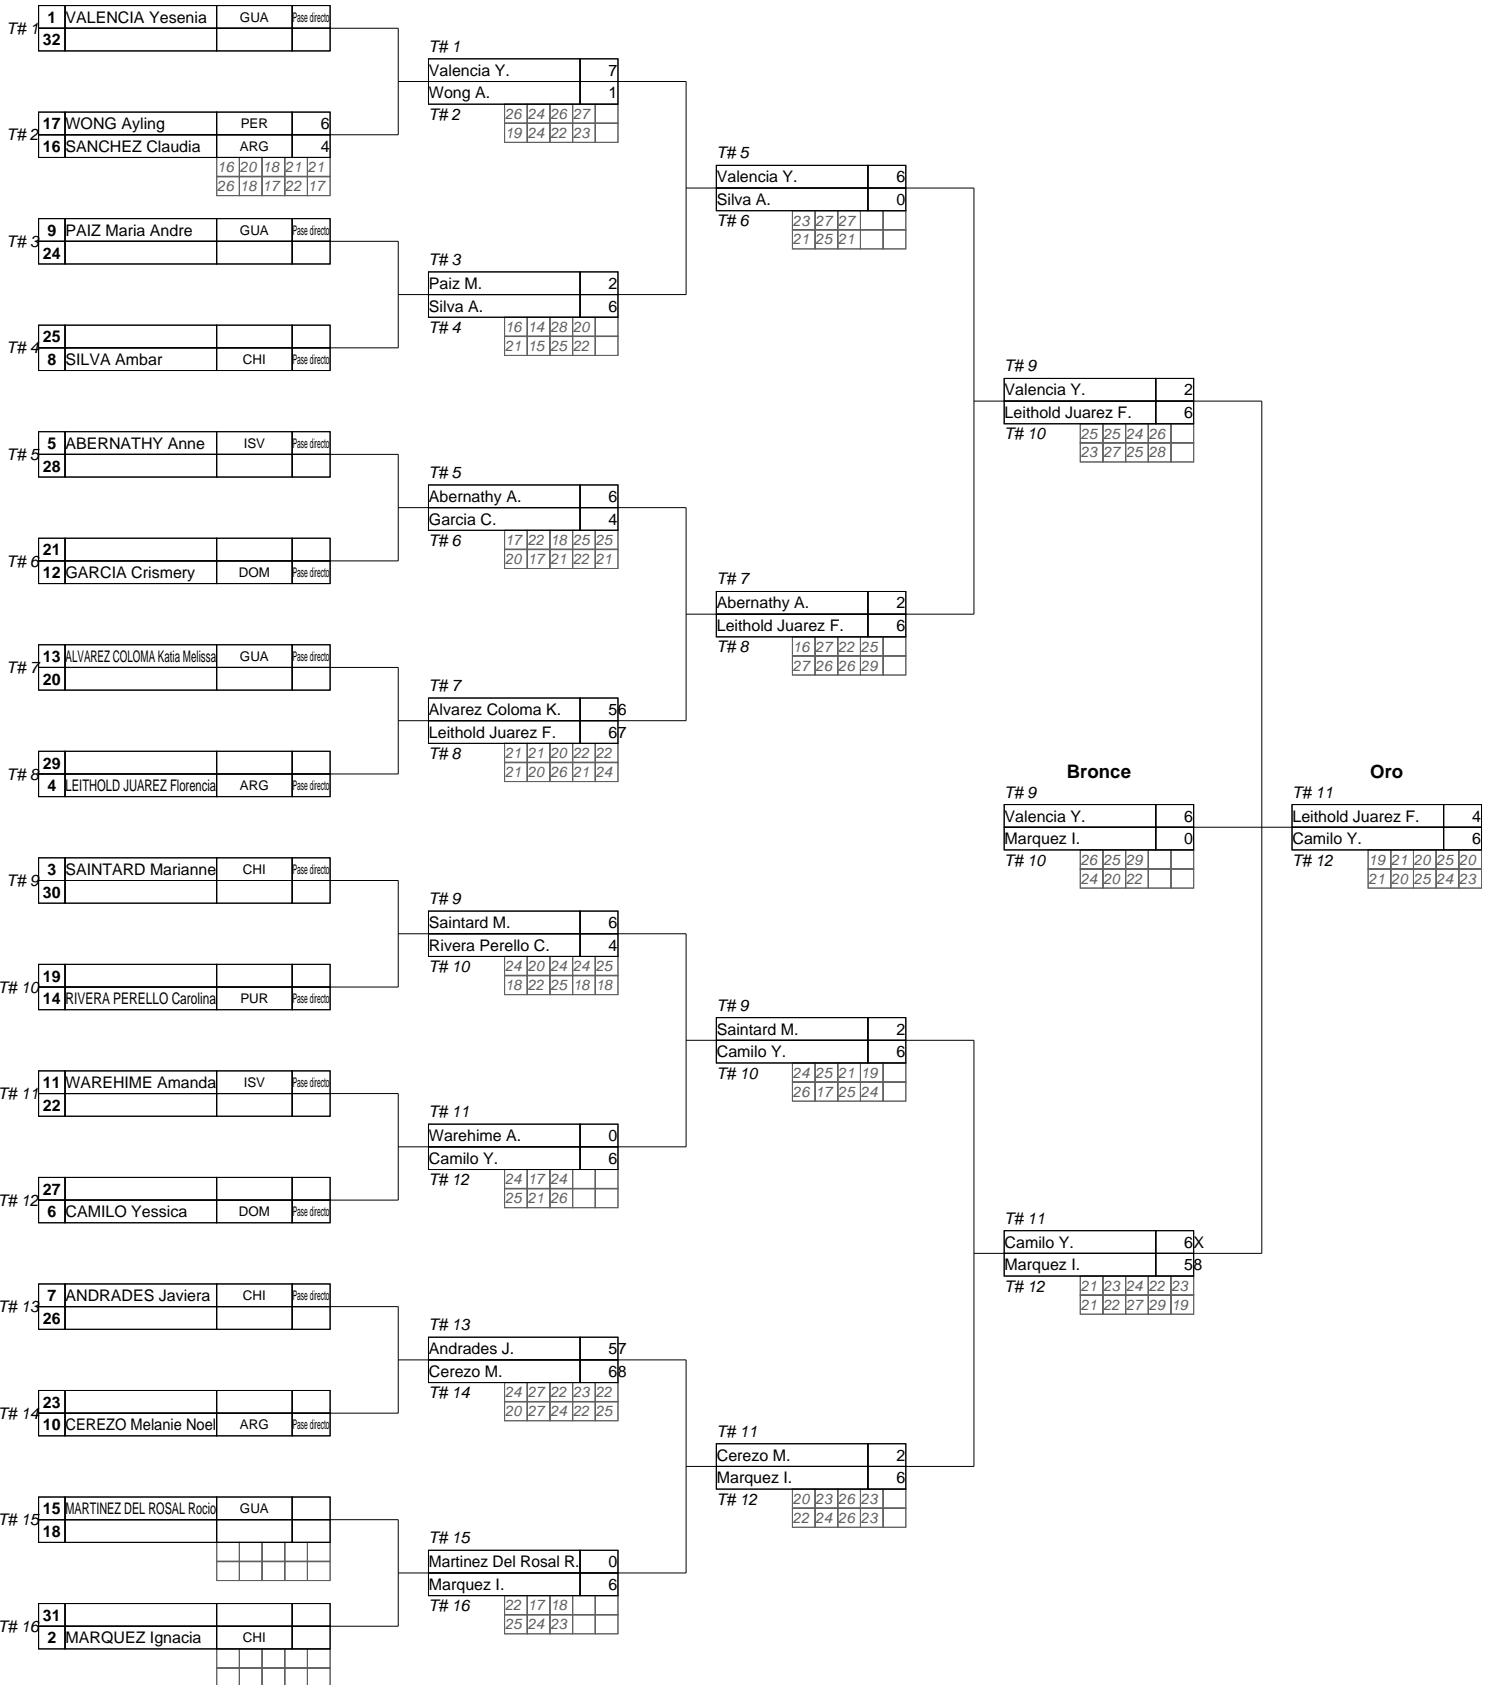 T# 1 1 VALENCIA Yesenia GUA Pase directo
32
T# 2 17 WONG Ayling PER 6
16 SANCHEZ Claudia ARG 4
16 20 18 21 21
26 18 17 22 17
T# 3 9 PAIZ Maria Andre GUA Pase directo
24
25
T# 4 8 SILVA Ambar CHI Pase directo
T# 5 5 ABERNATHY Anne ISV Pase directo
28
21
T# 6 12 GARCIA Crismery DOM Pase directo
T# 7 13 ALVAREZ COLOMA Katia Melissa GUA Pase directo
20
29
T# 8 4 LEITHOLD JUAREZ Florencia ARG Pase directo
T# 9 3 SAINTARD Marianne CHI Pase directo
30
19
T# 10 14 RIVERA PERELLO Carolina PUR Pase directo
T# 11 11 WAREHIME Amanda ISV Pase directo
22
27
T# 12 6 CAMILO Yessica DOM Pase directo
T# 13 7 ANDRADES Javiera CHI Pase directo
26
23
T# 14 10 CEREZO Melanie Noel ARG Pase directo
T# 15 15 MARTINEZ DEL ROSAL Rocio GUA
18
31
T# 16 2 MARQUEZ Ignacia CHI
T# 1
Valencia Y. 7
Wong A. 1
T# 2 26 24 26 27
19 24 22 23
T# 3
Paiz M. 2
Silva A. 6
T# 4 16 14 28 20
21 15 25 22
T# 5
Abernathy A. 6
Garcia C. 4
T# 6 17 22 18 25 25
20 17 21 22 21
T# 7
Alvarez Coloma K. 56
Leithold Juarez F. 67
T# 8 21 21 20 22 22
21 20 26 21 24
T# 9
Saintard M. 6
Rivera Perello C. 4
T# 10 24 20 24 24 25
18 22 25 18 18
T# 11
Warehime A. 0
Camilo Y. 6
T# 12 24 17 24
25 21 26
T# 13
Andrades J. 57
Cerezo M. 68
T# 14 24 27 22 23 22
20 27 24 22 25
T# 15
Martinez Del Rosal R. 0
Marquez I. 6
T# 16 22 17 18
25 24 23
T# 5
Valencia Y. 6
Silva A. 0
T# 6 23 27 27
21 25 21
T# 7
Abernathy A. 2
Leithold Juarez F. 6
T# 8 16 27 22 25
27 26 26 29
T# 9
Saintard M. 2
Camilo Y. 6
T# 10 24 25 21 19
26 17 25 24
T# 11
Cerezo M. 2
Marquez I. 6
T# 12 20 23 26 23
22 24 26 23
T# 9
Valencia Y. 2
Leithold Juarez F. 6
T# 10 25 25 24 26
23 27 25 28
T# 11
Camilo Y. 6X
Marquez I. 58
T# 12 21 23 24 22 23
21 22 27 29 19
Bronce
T# 9
Valencia Y. 6
Marquez I. 0
T# 10 26 25 29
24 20 22
Oro
T# 11
Leithold Juarez F. 4
Camilo Y. 6
T# 12 19 21 20 25 20
21 20 25 24 23